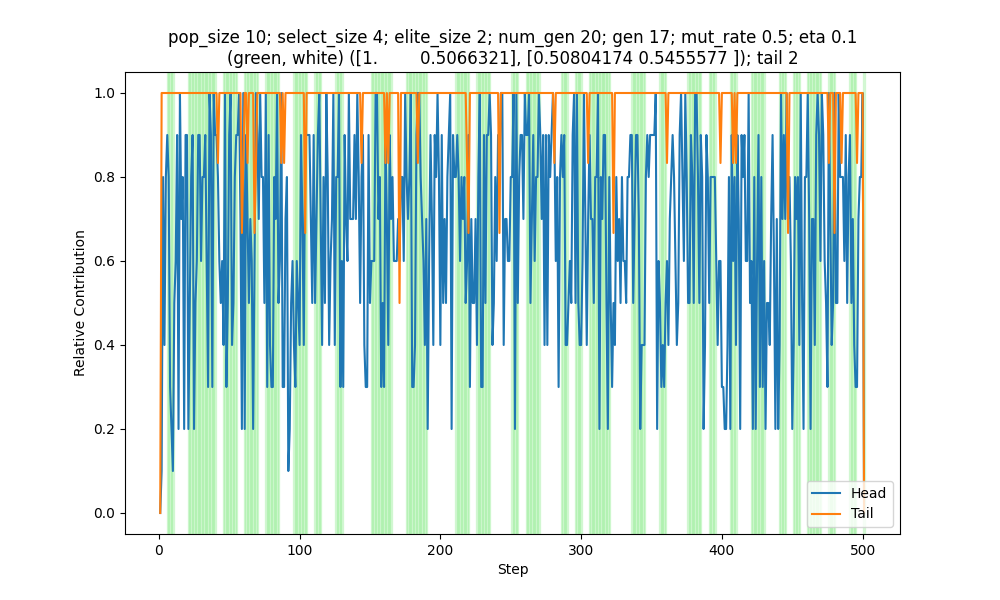 pop_size 10; select_size 4; elite_size 2; num_gen 20; gen 17; mut_rate 0.5; eta 0.1
(green, white) ([1. 0.5066321], [0.50804174 0.5455577 ]); tail 2
1.0
0.8
0.6
0.4
0.2
0.0
Relative Contribution
Head
Tail
0
100
200
300
400
500
Step